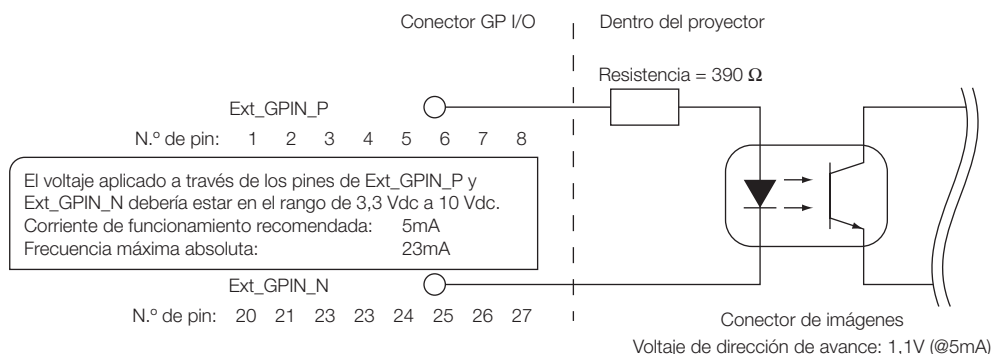 Conector GP I/O
Dentro del proyector
Resistencia = 390 Ω
Ext_GPIN_P
N.º de pin: 1 2 3 4 5 6 7 8
El voltaje aplicado a través de los pines de Ext_GPIN_P y
Ext_GPIN_N debería estar en el rango de 3,3 Vdc a 10 Vdc.
Corriente de funcionamiento recomendada: 5mA
Frecuencia máxima absoluta: 23mA
Ext_GPIN_N
N.º de pin: 20 21 23 23 24 25 26 27
Conector de imágenes
Voltaje de dirección de avance: 1,1V (@5mA)